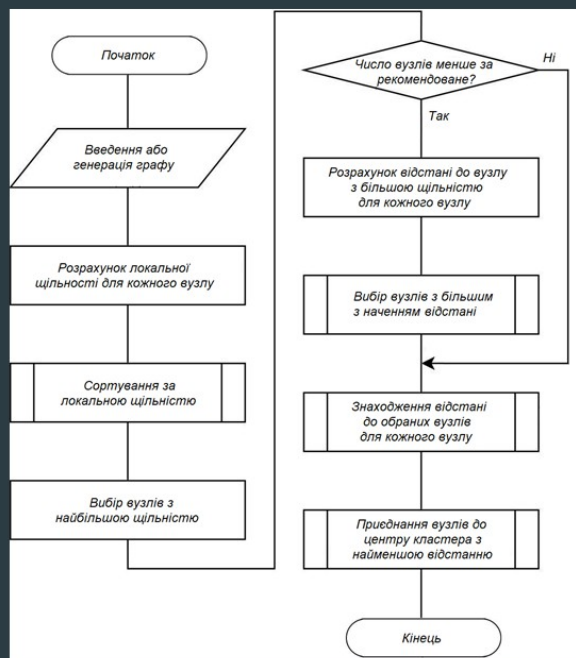 Початок
Введення або
генерація графу
Розрахунок локальної
щільності для кожного вузлу
Сортування за
локальною щільністю
Вибір вузлів з
найбільшою щільністю
Число вузлів менше за
рекомендоване?
Ні
Так
Розрахунок відстані до вузлу
з більшою щільністю
для кожного вузлу
Вибір вузлів з більшим
з наченням відстані
Знаходження відстані
до обраних вузлів
для кожного вузлу
Приєднання вузлів до
центру кластера з
найменшою відстанню
Кінець